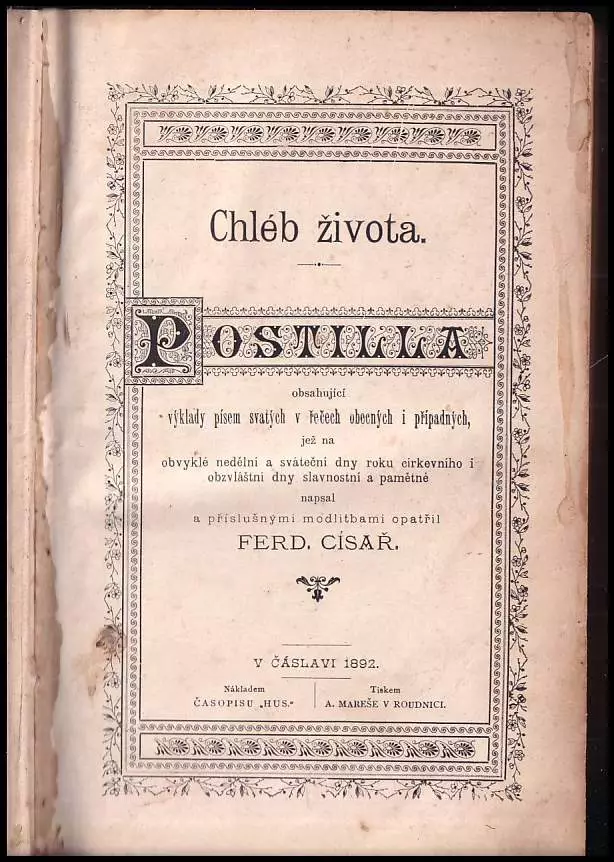 Chléb života.
POSTILLA
obsahující
výklady písem svatých v řečech obecných i případných,
jež na
obvyklé nedělní a sváteční dny roku církevního i
obzvláštní dny slavnostní a pamětné
napsal
a příslušnými modlitbami opatřil
FERD. CÍSAŘ.
V ČÁSLAVI 1892.
Nákladem
ČASOPISU „HUS.“
Tiskem
A. MAREŠE V ROUDNICI.